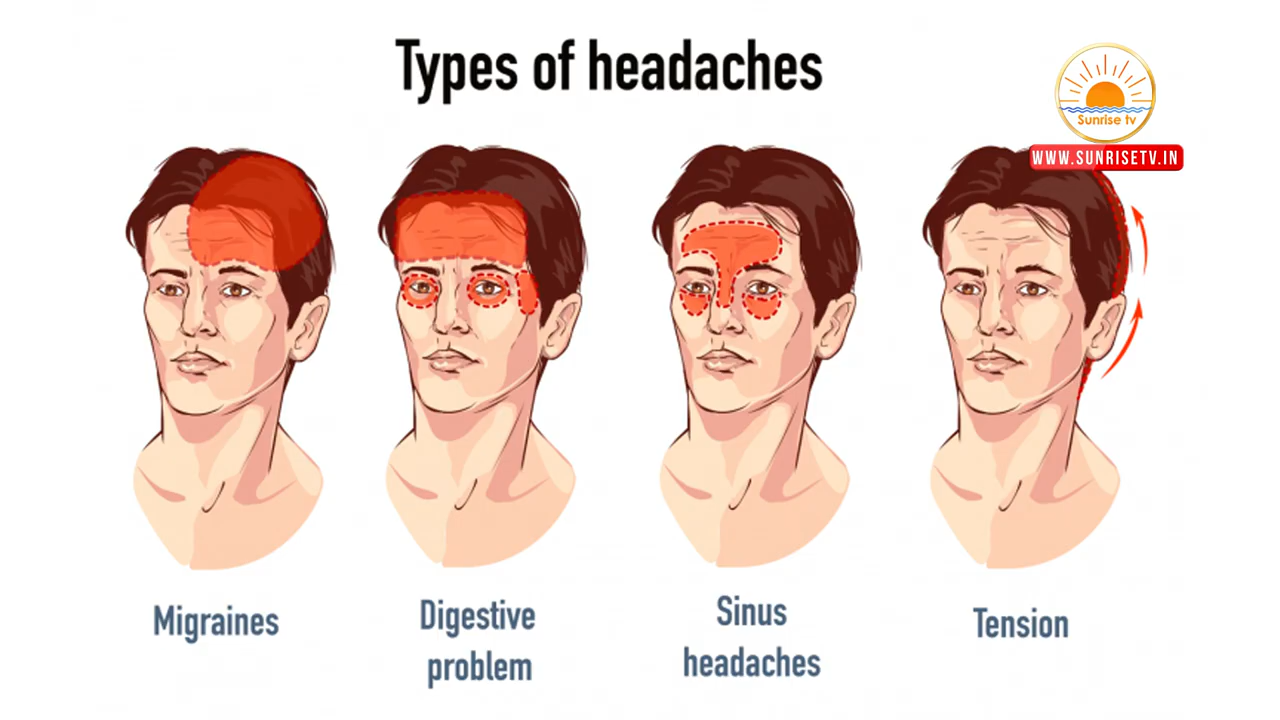 Types of headaches
Sunrise tv
WWW.SUNRISETV.IN
Migraines
Digestive
problem
Sinus
headaches
Tension